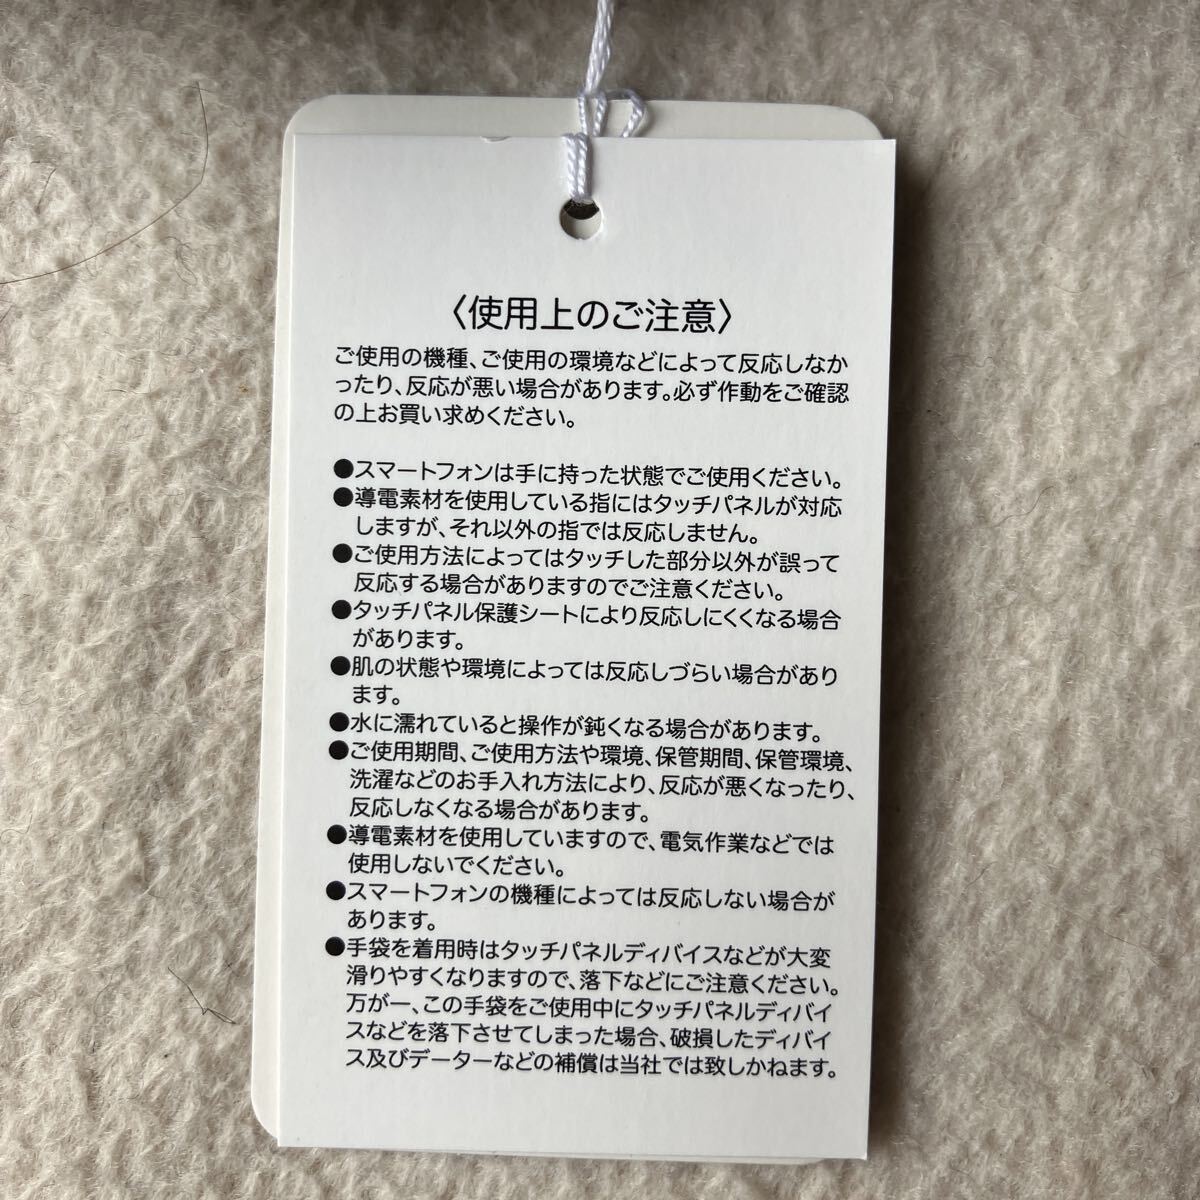 〈使用上のご注意〉
ご使用の機種、ご使用の環境などによって反応しなか
ったり、反応が悪い場合があります。必ず作動をご確認
の上お買い求めください。
●スマートフォンは手に持った状態でご使用ください。
●導電素材を使用している指にはタッチパネルが対応
しますが、それ以外の指では反応しません。
●ご使用方法によってはタッチした部分以外が誤って
反応する場合がありますのでご注意ください。
●タッチパネル保護シートにより反応しにくくなる場合
があります。
●肌の状態や環境によっては反応しづらい場合があり
ます。
●水に濡れていると操作が鈍くなる場合があります。
●ご使用期間、ご使用方法や環境、保管期間、保管環境、
洗濯などのお手入れ方法により、反応が悪くなったり、
反応しなくなる場合があります。
●導電素材を使用していますので、電気作業などでは
使用しないでください。
●スマートフォンの機種によっては反応しない場合が
あります。
●手袋を着用時はタッチパネルディバイスなどが大変
滑りやすくなりますので、落下などにご注意ください。
万が一、この手袋をご使用中にタッチパネルディバイ
スなどを落下させてしまった場合、破損したディバイ
ス及びデーターなどの補償は当社では致しかねます。